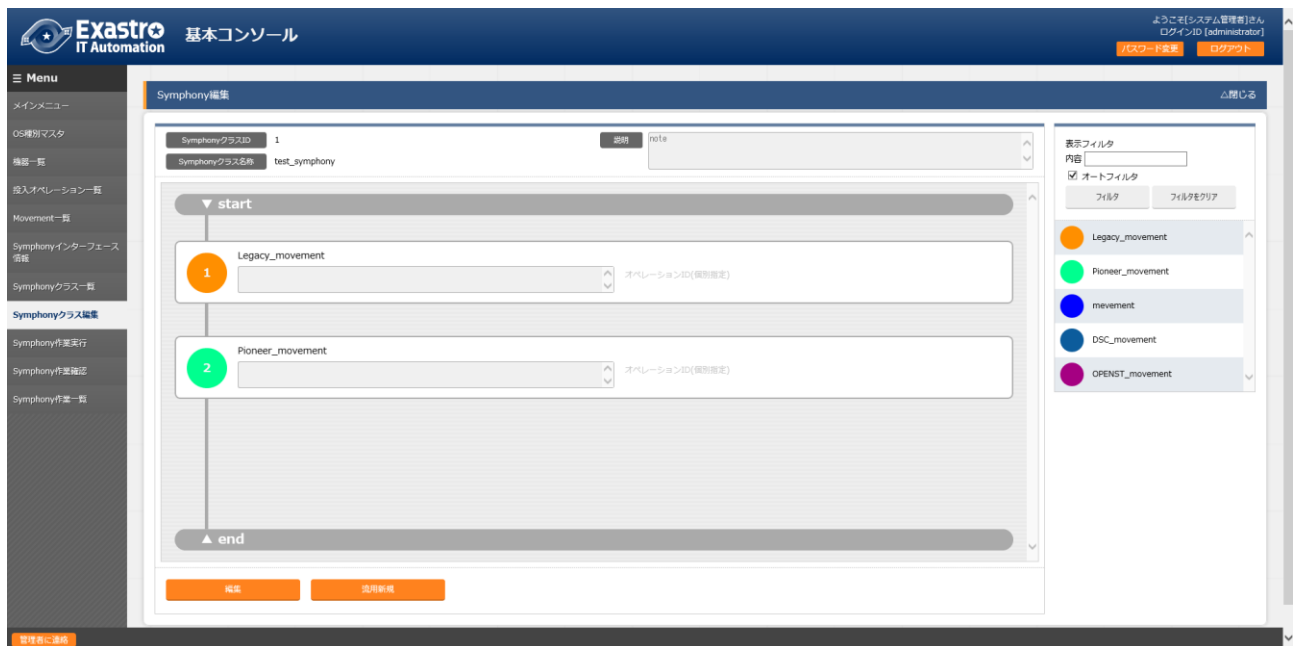 Exastro
IT Automation
基本コンソール
ようこそ[システム管理者]さん
ログインID [administrator]
パスワード変更
ログアウト
☰ Menu
メインメニュー
OS種別マスタ
機器一覧
投入オペレーション一覧
Movement一覧
Symphonyインターフェース
情報
Symphonyクラス一覧
Symphonyクラス編集
Symphony作業実行
Symphony作業確認
Symphony作業一覧
Symphony編集
△閉じる
SymphonyクラスID
1
説明
note
Symphonyクラス名称
test_symphony
▼ start
1
Legacy_movement
オペレーションID(個別指定)
2
Pioneer_movement
オペレーションID(個別指定)
▲ end
編集
流用新規
表示フィルタ
内容
オートフィルタ
フィルタ
フィルタをクリア
Legacy_movement
Pioneer_movement
mevement
DSC_movement
OPENST_movement
管理者に連絡